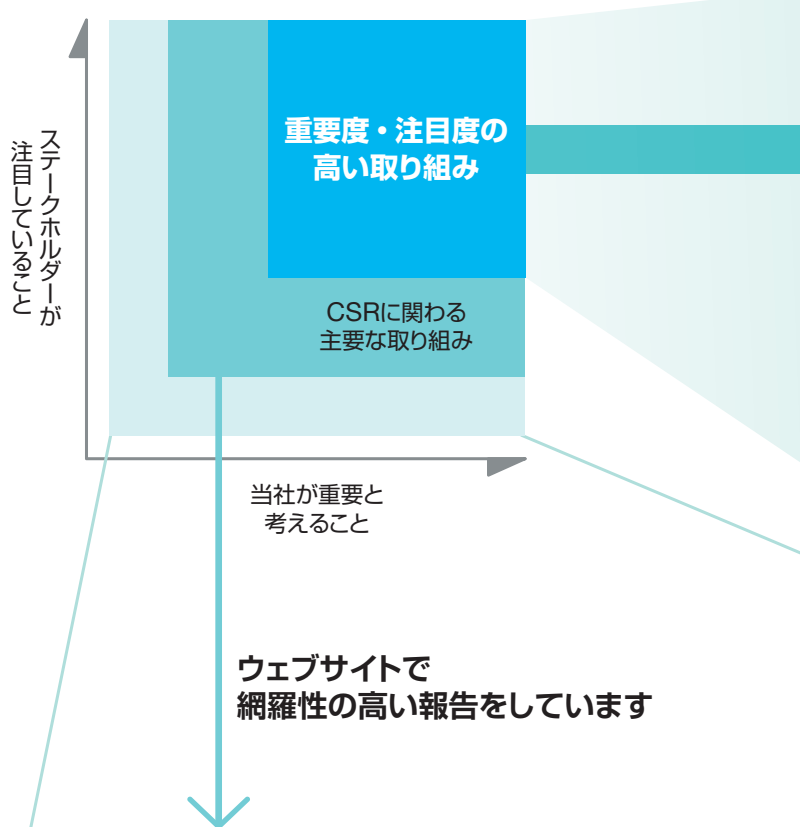 重要度・注目度の
高い取り組み
ステークホルダーが
注目していること
CSRに関わる
主要な取り組み
当社が重要と
考えること
ウェブサイトで
網羅性の高い報告をしています